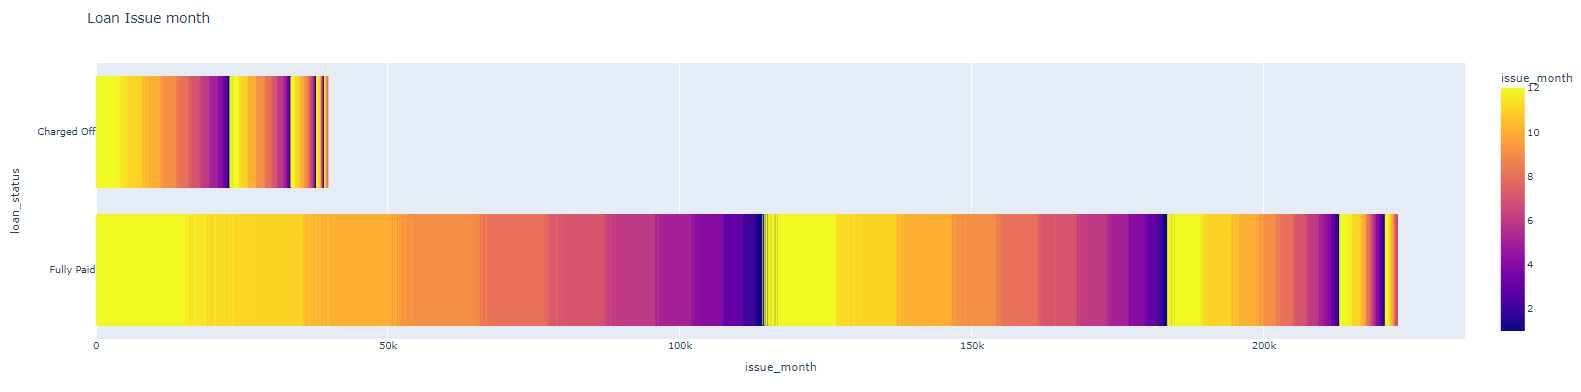 Loan Issue month
issue_month
12
10
8
6
4
2
loan_status
Charged Off
Fully Paid
0
50k
100k
150k
200k
issue_month